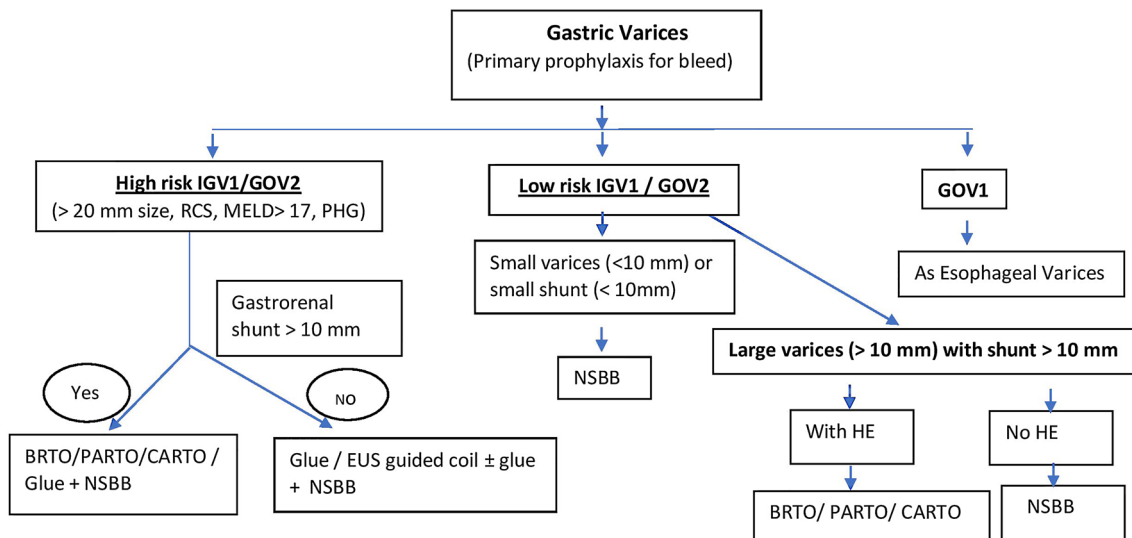 Gastric Varices
(Primary prophylaxis for bleed)
High risk IGV1/GOV2
(> 20 mm size, RCS, MELD> 17, PHG)
Low risk IGV1 / GOV2
GOV1
Small varices (<10 mm) or
small shunt (< 10mm)
As Esophageal Varices
Gastrorenal
shunt > 10 mm
Large varices (> 10 mm) with shunt > 10 mm
NSBB
Yes
NO
With HE
No HE
BRTO/PARTO/CARTO /
Glue + NSBB
Glue / EUS guided coil ± glue
+ NSBB
BRTO/ PARTO/ CARTO
NSBB